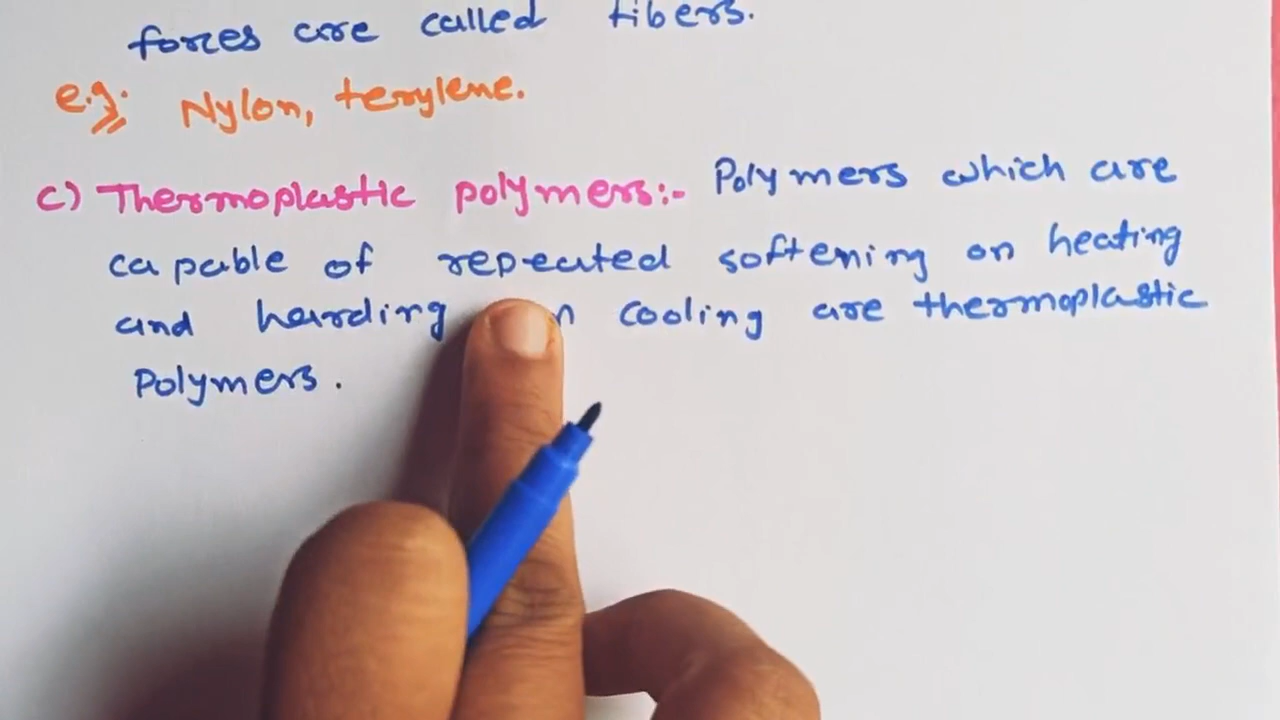 forces are called fibers.
e.g. Nylon, terylene.
c) Thermoplastic polymers:- Polymers which are
capable of repeated softening on heating
and harding cooling are thermoplastic
Polymers.